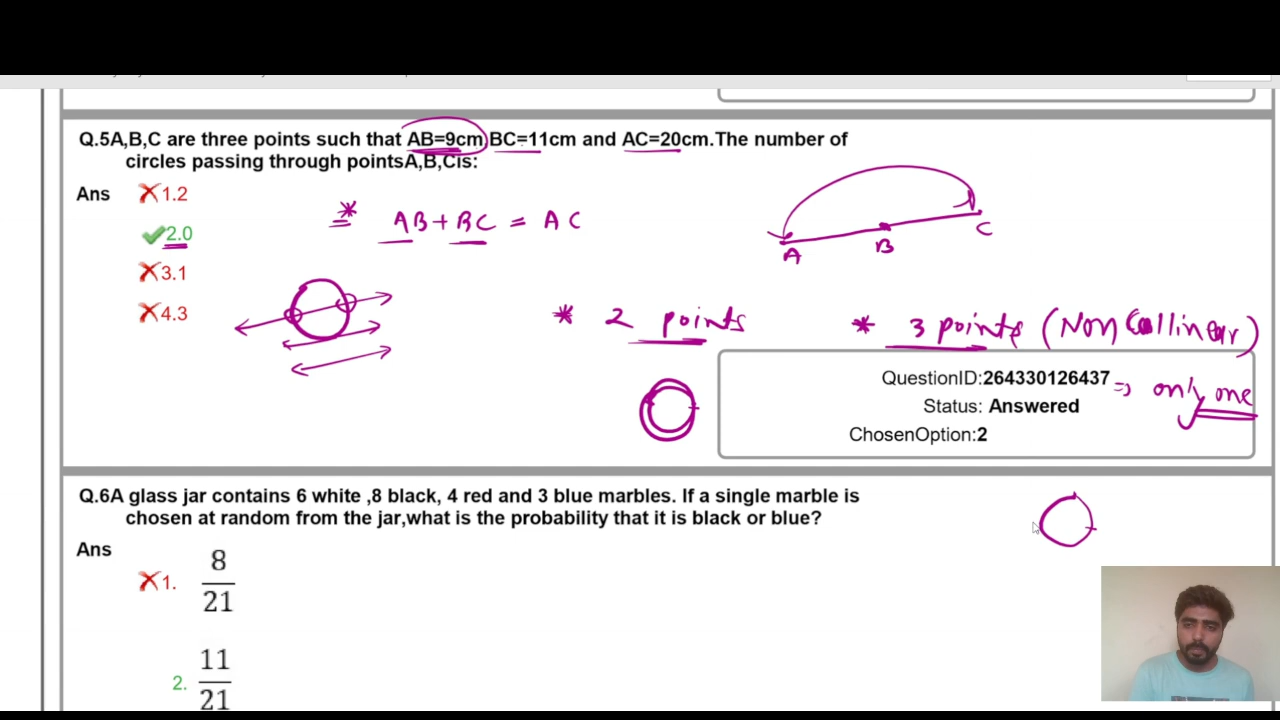 Q.5A,B,C are three points such that AB=9cm,BC=11cm and AC=20cm.The number of
circles passing through pointsA,B,Cis:
Ans
1.2
2.0
3.1
4.3
* AB+BC = AC
A B C
* 2 points
* 3 points (Non Collinear)
=> only one
QuestionID:264330126437
Status: Answered
ChosenOption:2
Q.6A glass jar contains 6 white ,8 black, 4 red and 3 blue marbles. If a single marble is
chosen at random from the jar,what is the probability that it is black or blue?
Ans
1. 8
21
2. 11
21